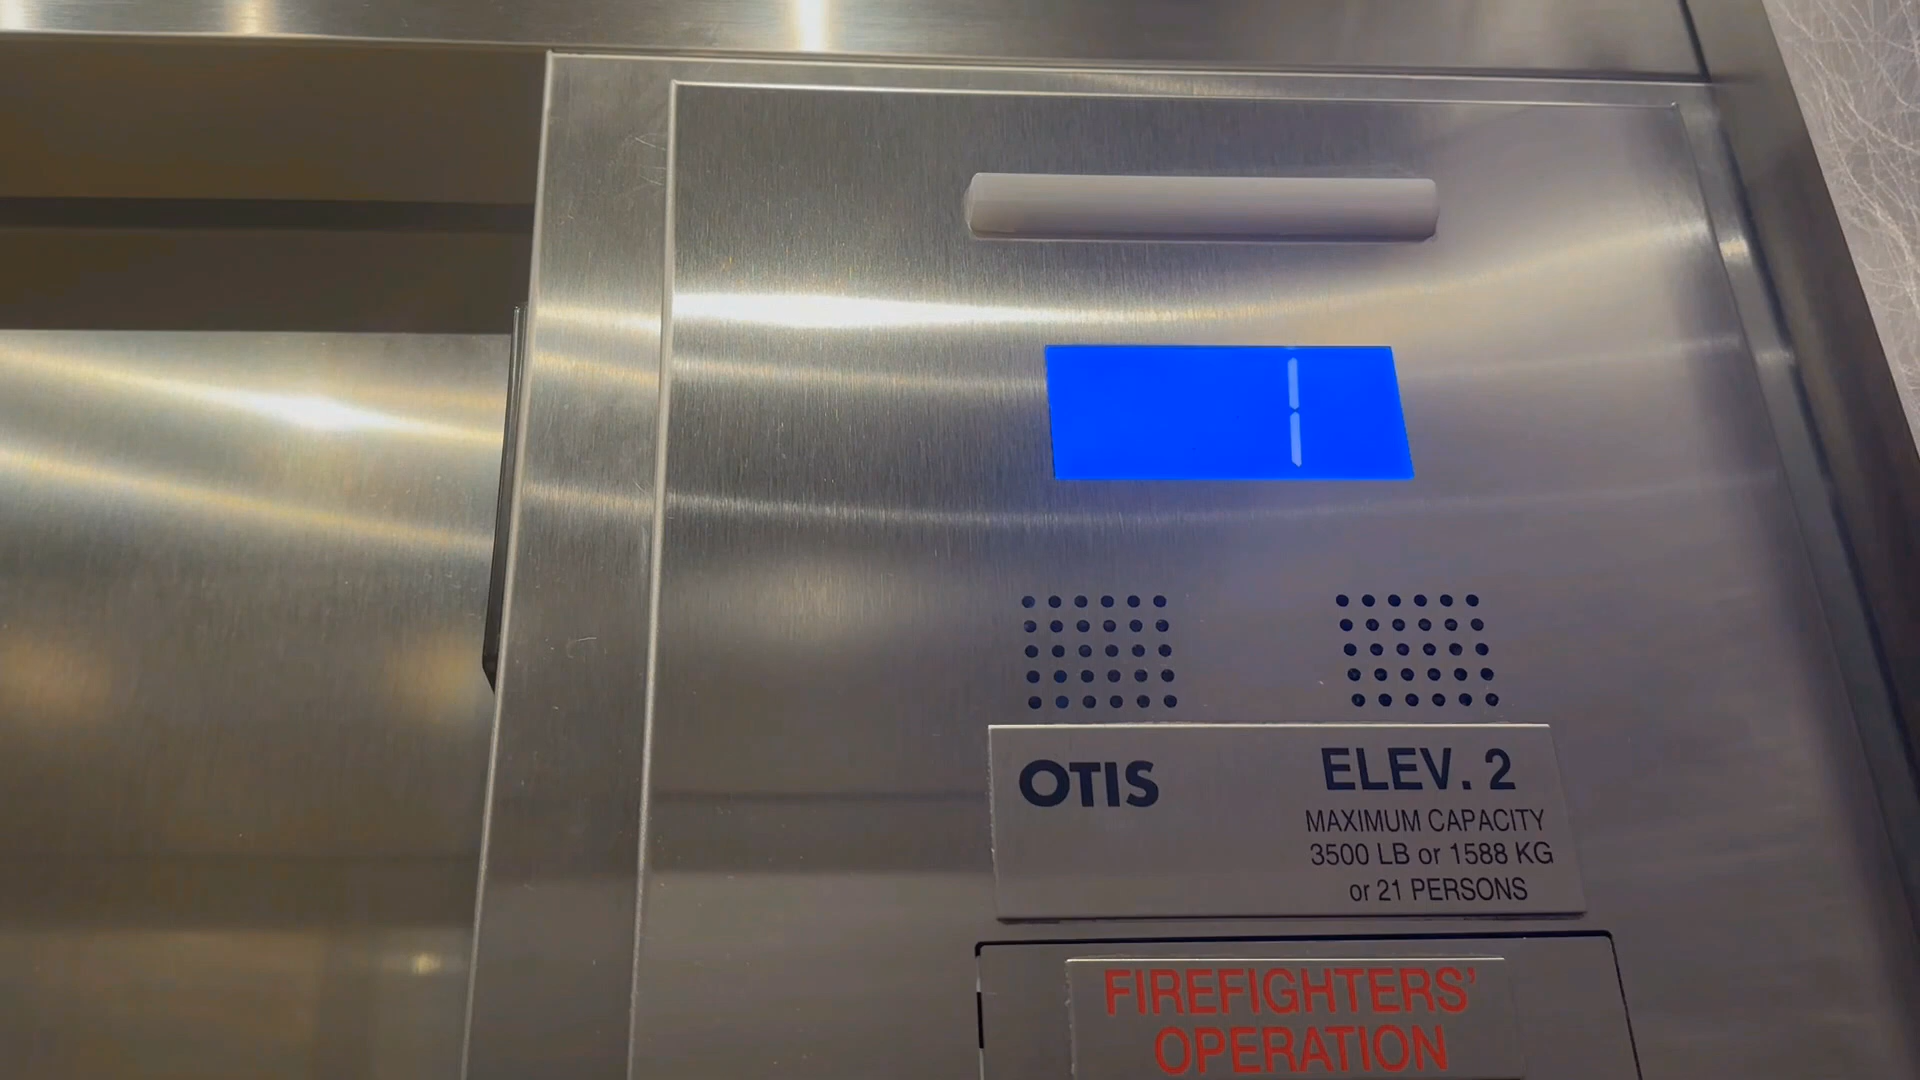 1
OTIS
ELEV. 2
MAXIMUM CAPACITY
3500 LB or 1588 KG
or 21 PERSONS
FIREFIGHTERS'
OPERATION